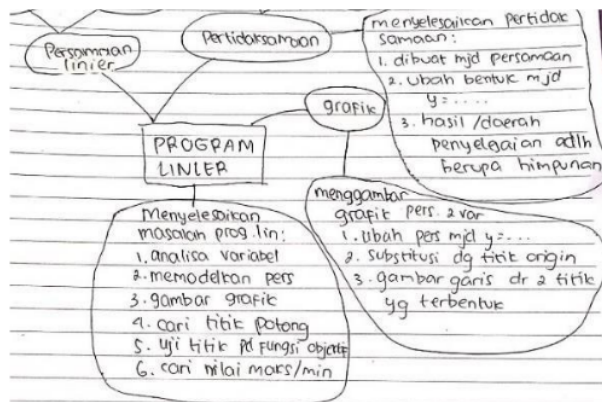 Persamaan
linier
Pertidaksamaan
menyelesaikan pertidak
samaan:
1. dibuat mjd persamaan
2. Ubah bentuk mjd
y = ....
3. hasil / daerah
penyelesaian adlh
berupa himpunan
grafik
PROGRAM
LINIER
menggambar
grafik pers. 2 var
1. Ubah pers mjd y = ...
2. substitusi dg titik origin
3. gambar garis dr 2 titik
yg terbentuk
Menyelesaikan
masalah prog. lin:
1. analisa variabel
2. memodelkan pers
3. gambar grafik
4. cari titik potong
5. Uji titik pd fungsi objektif
6. cari nilai maks/min